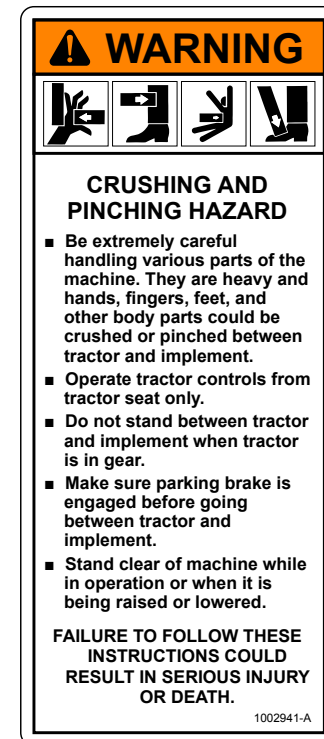 WARNING
CRUSHING AND
PINCHING HAZARD
■ Be extremely careful
handling various parts of the
machine. They are heavy and
hands, fingers, feet, and
other body parts could be
crushed or pinched between
tractor and implement.
■ Operate tractor controls from
tractor seat only.
■ Do not stand between tractor
and implement when tractor
is in gear.
■ Make sure parking brake is
engaged before going
between tractor and
implement.
■ Stand clear of machine while
in operation or when it is
being raised or lowered.
FAILURE TO FOLLOW THESE
INSTRUCTIONS COULD
RESULT IN SERIOUS INJURY
OR DEATH.
1002941-A